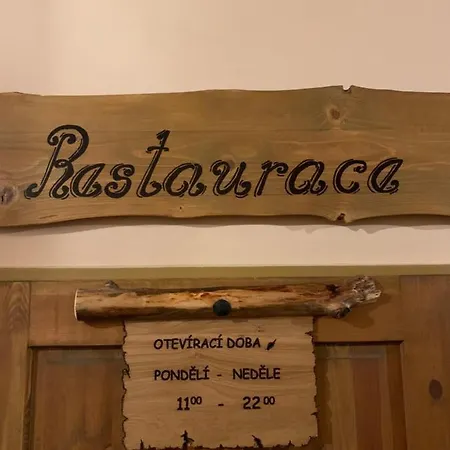 Restaurace
OTEVÍRACÍ DOBA
PONDĚLÍ - NEDĚLE
11⁰⁰ - 22⁰⁰